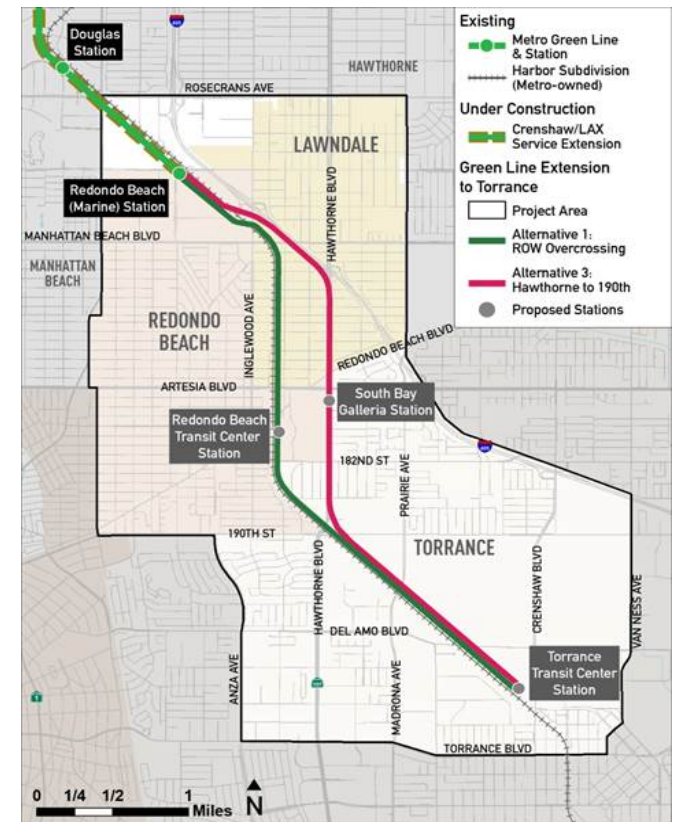 Douglas
Station
HAWTHORNE
ROSECRANS AVE
LAWNDALE
HAWTHORNE BLVD
Redondo Beach
(Marine) Station
MANHATTAN BEACH BLVD
MANHATTAN
BEACH
REDONDO
BEACH
INGLEWOOD AVE
REDONDO BEACH BLVD
ARTESIA BLVD
South Bay
Galleria Station
Redondo Beach
Transit Center
Station
182ND ST
PRAIRIE AVE
190TH ST
TORRANCE
HAWTHORNE BLVD
CRENSHAW BLVD
VAN NESS AVE
DEL AMO BLVD
ANZA AVE
MADRONA AVE
Torrance
Transit Center
Station
TORRANCE BLVD
1
0 1/4 1/2 1
Miles
N
Existing
Metro Green Line
& Station
Harbor Subdivision
(Metro-owned)
Under Construction
Crenshaw/LAX
Service Extension
Green Line Extension
to Torrance
Project Area
Alternative 1:
ROW Overcrossing
Alternative 3:
Hawthorne to 190th
Proposed Stations